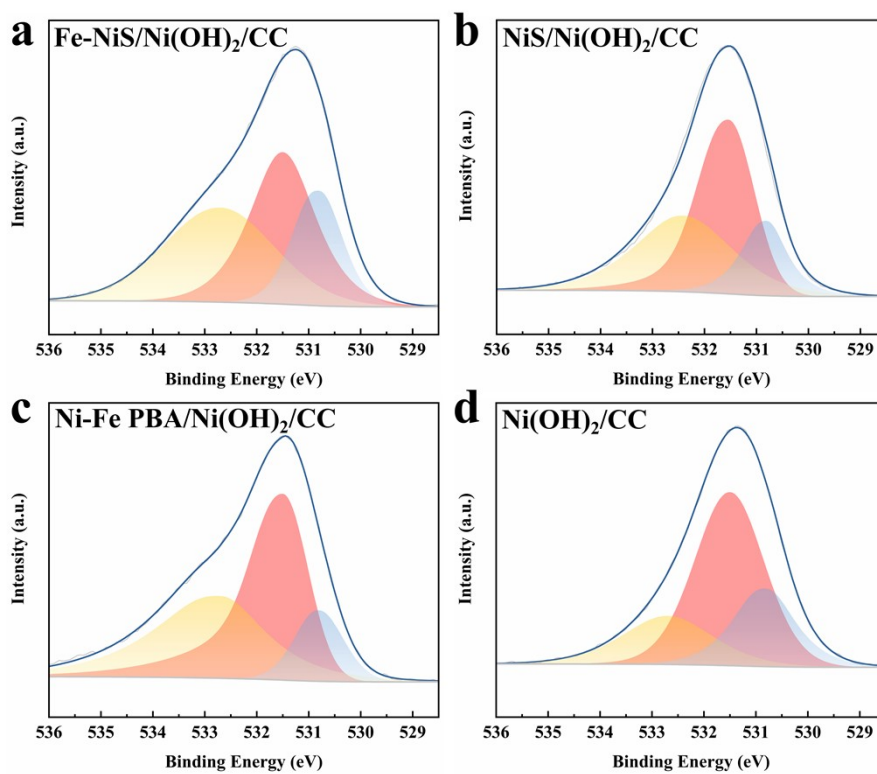 a Fe-NiS/Ni(OH)₂/CC
Intensity (a.u.)
536 535 534 533 532 531 530 529
Binding Energy (eV)
b NiS/Ni(OH)₂/CC
Intensity (a.u.)
536 535 534 533 532 531 530 529
Binding Energy (eV)
c Ni-Fe PBA/Ni(OH)₂/CC
Intensity (a.u.)
536 535 534 533 532 531 530 529
Binding Energy (eV)
d Ni(OH)₂/CC
Intensity (a.u.)
536 535 534 533 532 531 530 529
Binding Energy (eV)